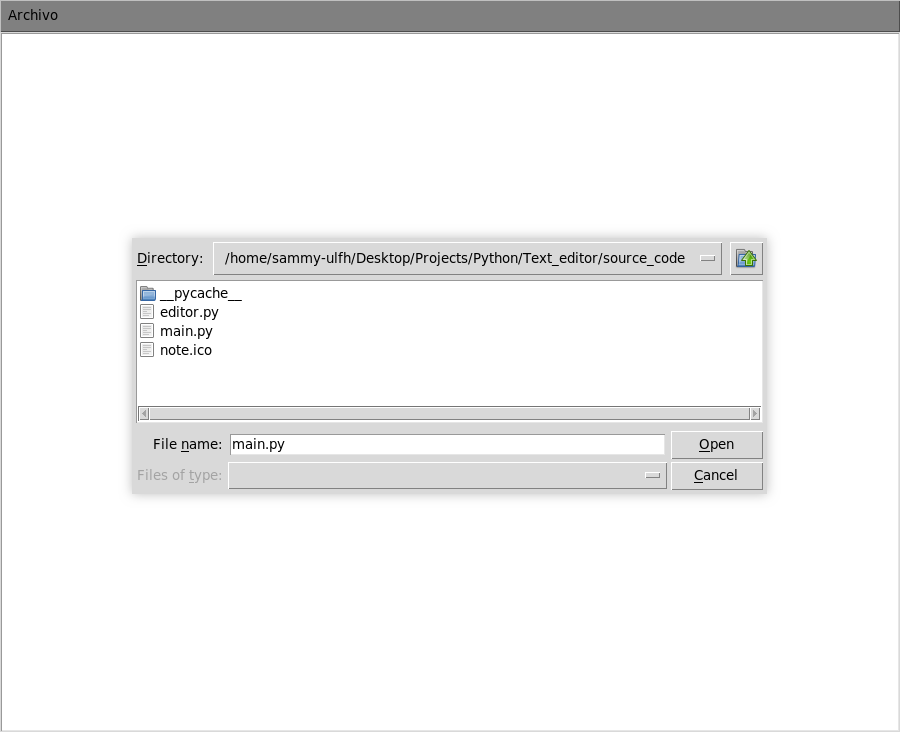 Archivo
Directory: /home/sammy-ulfh/Desktop/Projects/Python/Text_editor/source_code
__pycache__
editor.py
main.py
note.ico
File name: main.py Open
Files of type: Cancel